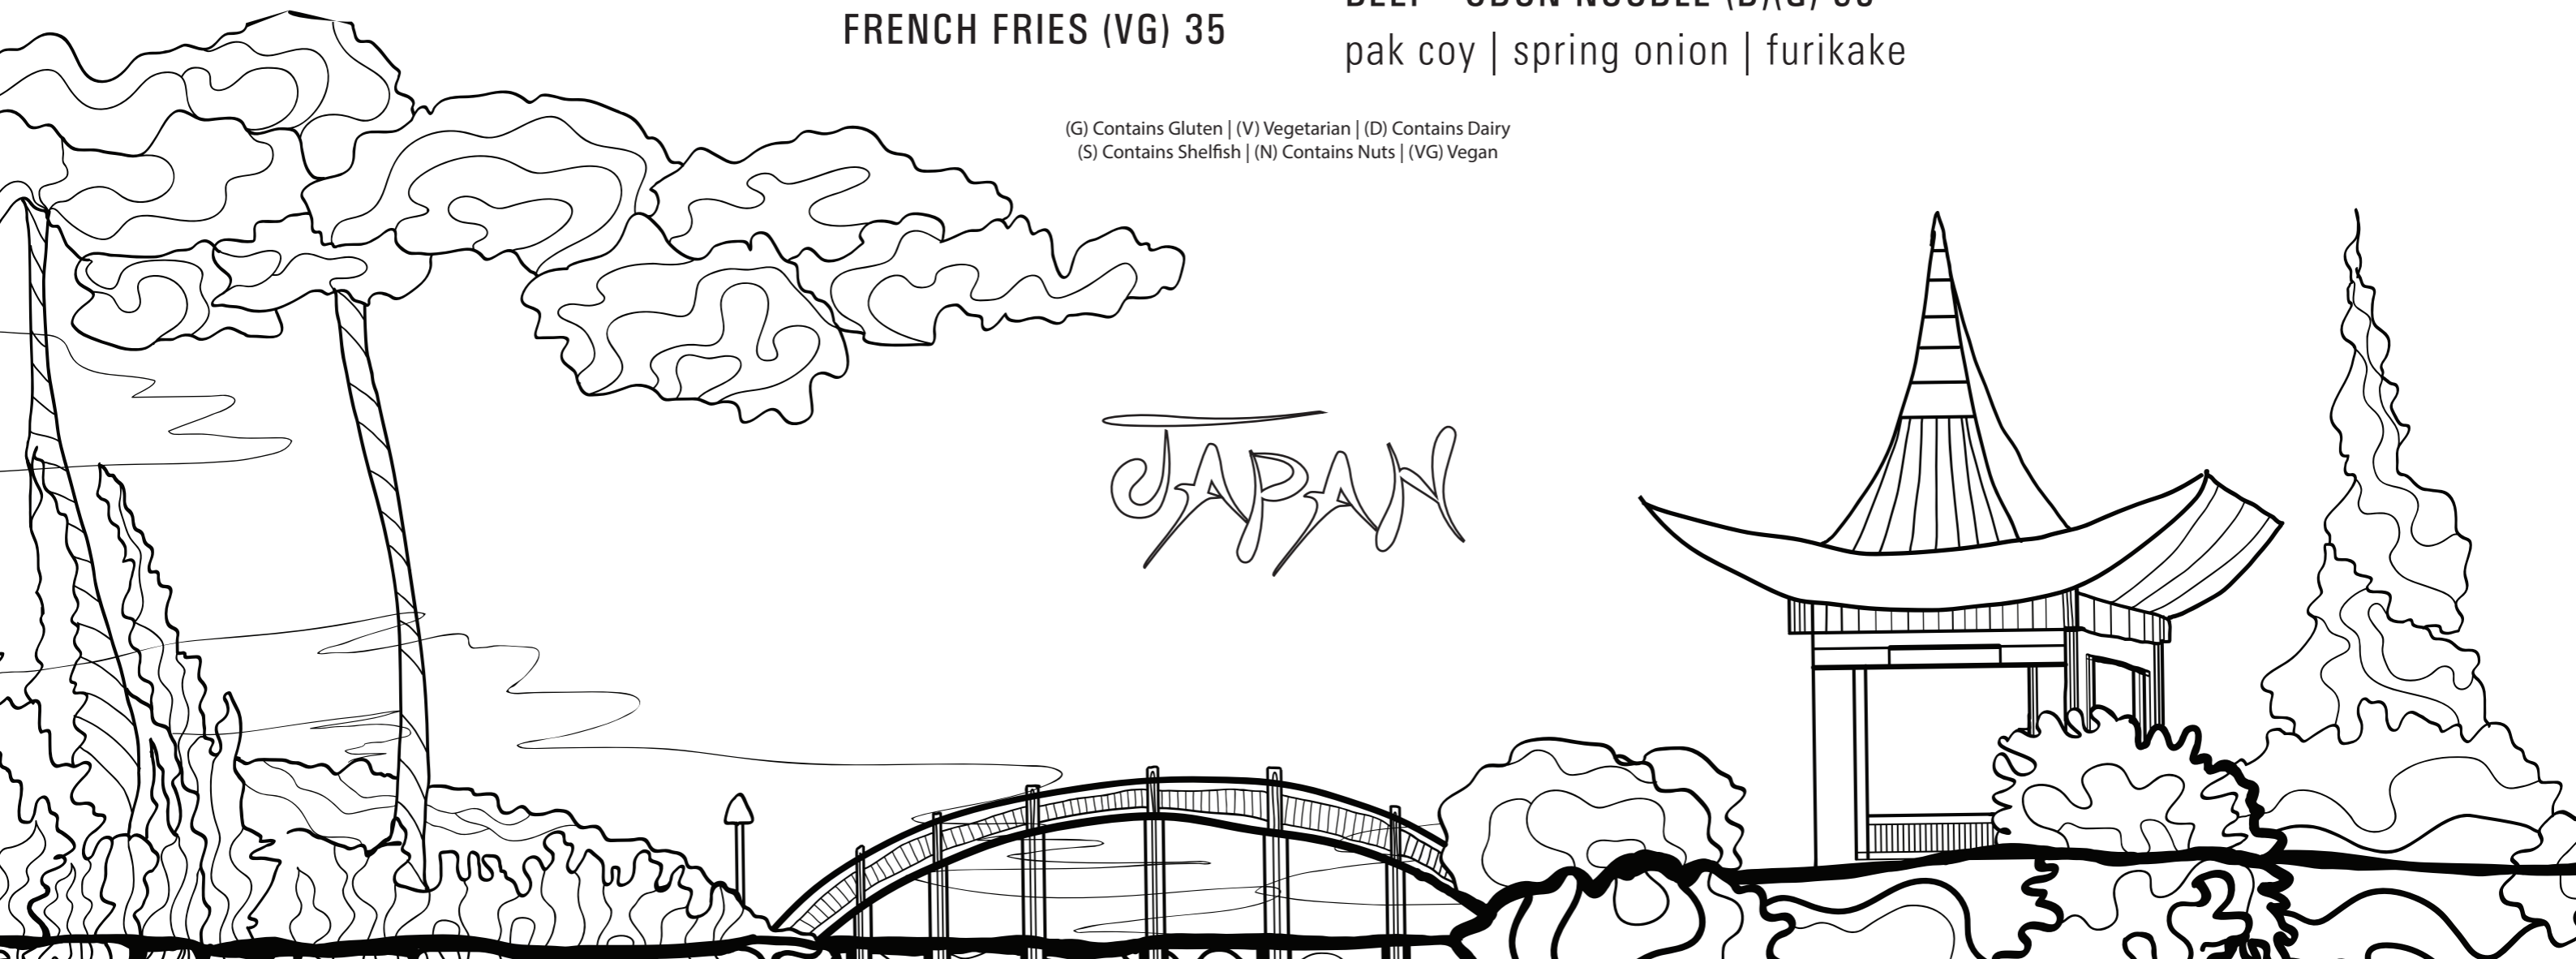 FRENCH FRIES (VG) 35
pak coy | spring onion | furikake
(G) Contains Gluten | (V) Vegetarian | (D) Contains Dairy
(S) Contains Shelfish | (N) Contains Nuts | (VG) Vegan
JAPAN